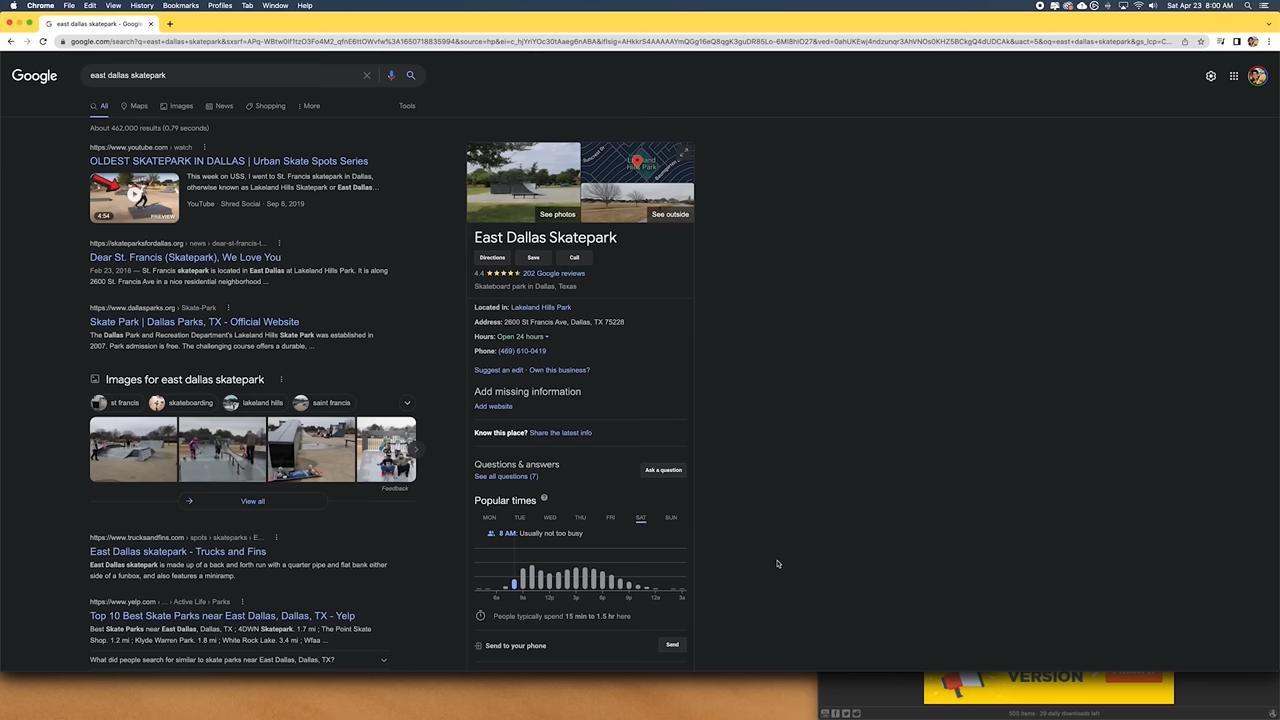 Chrome File Edit View History Bookmarks Profiles Tab Window Help
Sat Apr 23 8:00 AM
east dallas skatepark - Google
Google
east dallas skatepark
All Maps Images News Shopping More Tools
About 462,000 results (0.79 seconds)
https://www.youtube.com › watch
OLDEST SKATEPARK IN DALLAS | Urban Skate Spots Series
This week on USS, I went to St.Francis skatepark in Dallas,
otherwise known as Lakeland Hills Skatepark or East Dallas...
4:54 PREVIEW
YouTube · Shred Social · Sep 6, 2019
https://skateparksfordallas.org › news › dear-st-francis-t...
Dear St. Francis (Skatepark), We Love You
Feb 23, 2018 — St. Francis skatepark is located in East Dallas at Lakeland Hills Park. It is along
2600 St. Francis Ave in a nice residential neighborhood ...
https://www.dallasparks.org › Skate-Park
Skate Park | Dallas Parks, TX - Official Website
The Dallas Park and Recreation Department's Lakeland Hills Skate Park was established in
2007. Park admission is free. The challenging course offers a durable, ...
Images for east dallas skatepark
st francis skateboarding lakeland hills saint francis
Feedback
View all
https://www.trucksandfins.com › spots › skateparks › E...
East Dallas skatepark - Trucks and Fins
East Dallas skatepark is made up of a back and forth run with a quarter pipe and flat bank either
side of a funbox, and also features a miniramp.
https://www.yelp.com › ... › Active Life › Parks
Top 10 Best Skate Parks near East Dallas, Dallas, TX - Yelp
Best Skate Parks near East Dallas, Dallas, TX ; 4DWN Skatepark. 1.7 mi ; The Point Skate
Shop. 1.2 mi ; Klyde Warren Park. 1.8 mi ; White Rock Lake. 3.4 mi ; Wfaa ...
What did people search for similar to skate parks near East Dallas, Dallas, TX?
Lakeland
Hills Park
See photos
See outside
East Dallas Skatepark
Directions Save Call
4.4 202 Google reviews
Skateboard park in Dallas, Texas
Located in: Lakeland Hills Park
Address: 2600 St Francis Ave, Dallas, TX 75228
Hours: Open 24 hours
Phone: (469) 610-0419
Suggest an edit · Own this business?
Add missing information
Add website
Know this place? Share the latest info
Questions & answers
See all questions (7)
Ask a question
Popular times
MON TUE WED THU FRI SAT SUN
8 AM: Usually not too busy
6a 9a 12p 3p 6p 9p 12a 3a
People typically spend 15 min to 1.5 hr here
Send to your phone
Send
VERSION